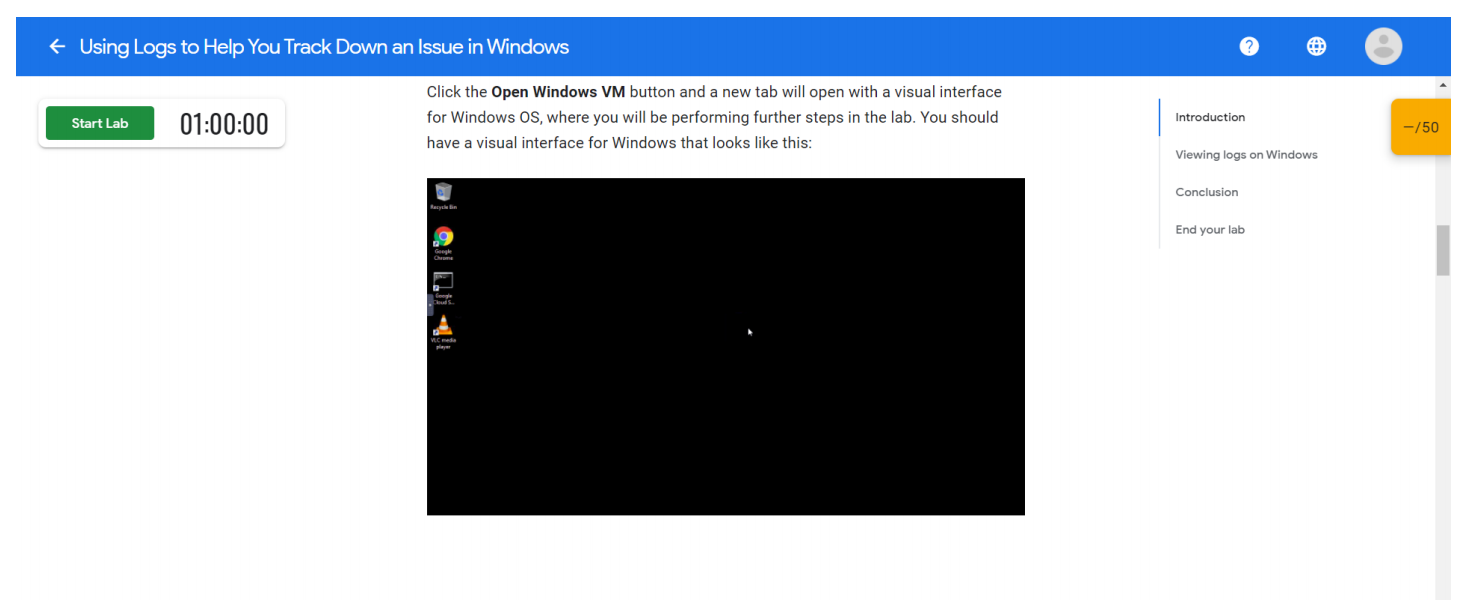 Using Logs to Help You Track Down an Issue in Windows
Start Lab
01:00:00
Click the Open Windows VM button and a new tab will open with a visual interface
for Windows OS, where you will be performing further steps in the lab. You should
have a visual interface for Windows that looks like this:
Recycle Bin
Google
Chrome
Google
Cloud S...
VLC media
player
Introduction
Viewing logs on Windows
Conclusion
End your lab
—/50